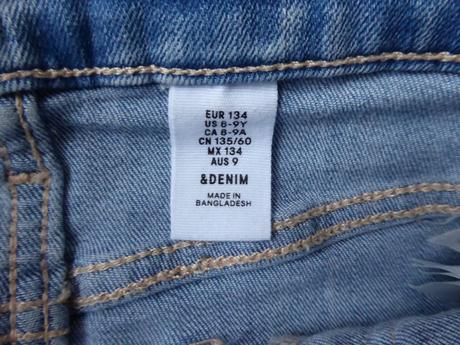 EUR 134
US 8-9Y
CA 8-9A
CN 135/60
MX 134
AUS 9
&DENIM
MADE IN
BANGLADESH